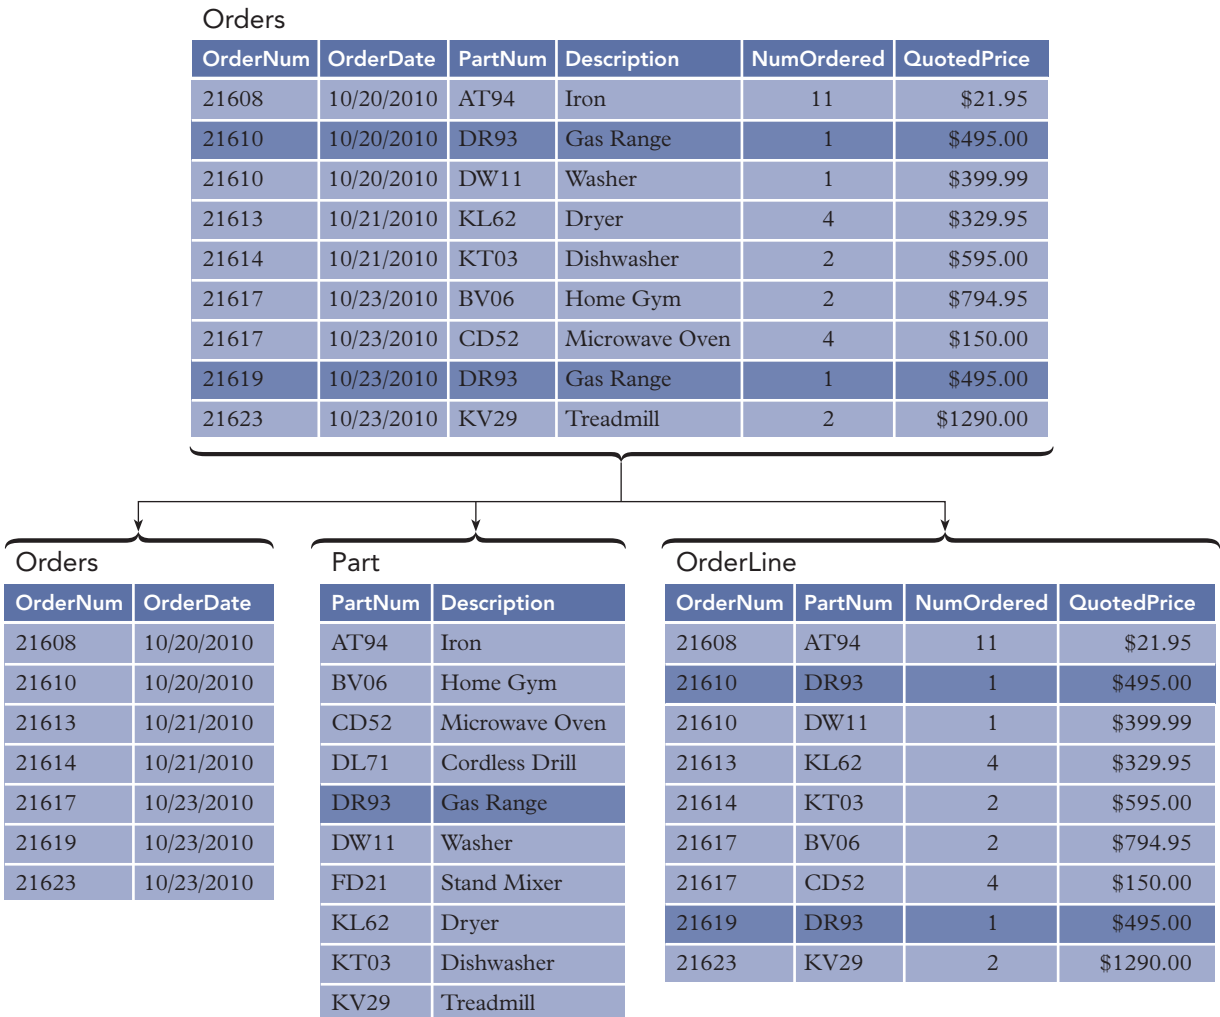 Orders
OrderNum OrderDate PartNum Description NumOrdered QuotedPrice
21608 10/20/2010 AT94 Iron 11 $21.95
21610 10/20/2010 DR93 Gas Range 1 $495.00
21610 10/20/2010 DW11 Washer 1 $399.99
21613 10/21/2010 KL62 Dryer 4 $329.95
21614 10/21/2010 KT03 Dishwasher 2 $595.00
21617 10/23/2010 BV06 Home Gym 2 $794.95
21617 10/23/2010 CD52 Microwave Oven 4 $150.00
21619 10/23/2010 DR93 Gas Range 1 $495.00
21623 10/23/2010 KV29 Treadmill 2 $1290.00
Orders
OrderNum OrderDate
21608 10/20/2010
21610 10/20/2010
21613 10/21/2010
21614 10/21/2010
21617 10/23/2010
21619 10/23/2010
21623 10/23/2010
Part
PartNum Description
AT94 Iron
BV06 Home Gym
CD52 Microwave Oven
DL71 Cordless Drill
DR93 Gas Range
DW11 Washer
FD21 Stand Mixer
KL62 Dryer
KT03 Dishwasher
KV29 Treadmill
OrderLine
OrderNum PartNum NumOrdered QuotedPrice
21608 AT94 11 $21.95
21610 DR93 1 $495.00
21610 DW11 1 $399.99
21613 KL62 4 $329.95
21614 KT03 2 $595.00
21617 BV06 2 $794.95
21617 CD52 4 $150.00
21619 DR93 1 $495.00
21623 KV29 2 $1290.00